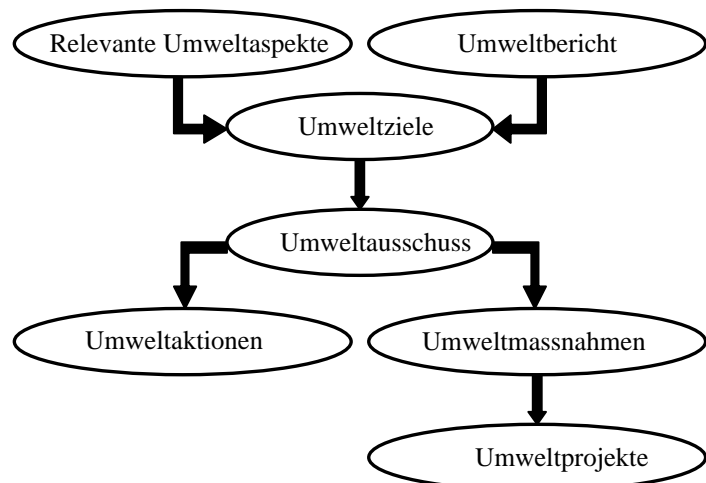 Relevante Umweltaspekte
Umweltbericht
Umweltziele
Umweltausschuss
Umweltaktionen
Umweltmassnahmen
Umweltprojekte